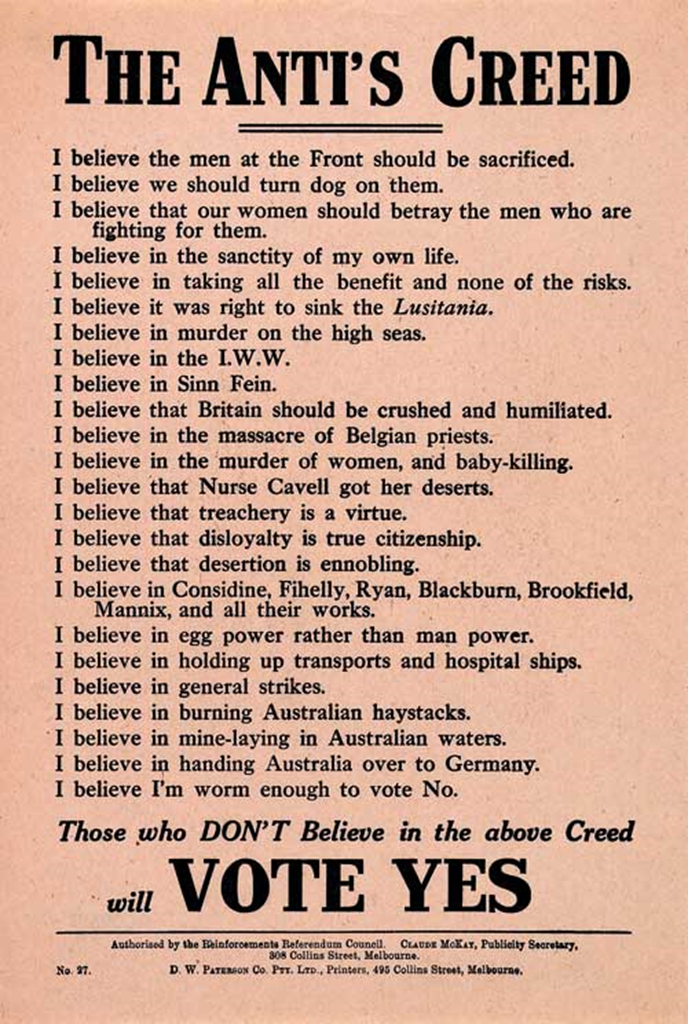 THE ANTI'S CREED
I believe the men at the Front should be sacrificed.
I believe we should turn dog on them.
I believe that our women should betray the men who are
fighting for them.
I believe in the sanctity of my own life.
I believe in taking all the benefit and none of the risks.
I believe it was right to sink the Lusitania.
I believe in murder on the high seas.
I believe in the I.W.W.
I believe in Sinn Fein.
I believe that Britain should be crushed and humiliated.
I believe in the massacre of Belgian priests.
I believe in the murder of women, and baby-killing.
I believe that Nurse Cavell got her deserts.
I believe that treachery is a virtue.
I believe that disloyalty is true citizenship.
I believe that desertion is ennobling.
I believe in Considine, Fihelly, Ryan, Blackburn, Brookfield,
Mannix, and all their works.
I believe in egg power rather than man power.
I believe in holding up transports and hospital ships.
I believe in general strikes.
I believe in burning Australian haystacks.
I believe in mine-laying in Australian waters.
I believe in handing Australia over to Germany.
I believe I'm worm enough to vote No.
Those who DON'T Believe in the above Creed
will VOTE YES
Authorised by the Reinforcements Referendum Council. CLAUDE MCKAY, Publicity Secretary,
308 Collins Street, Melbourne.
No. 27. D. W. PATERSON CO. PTY. LTD., Printers, 495 Collins Street, Melbourne.